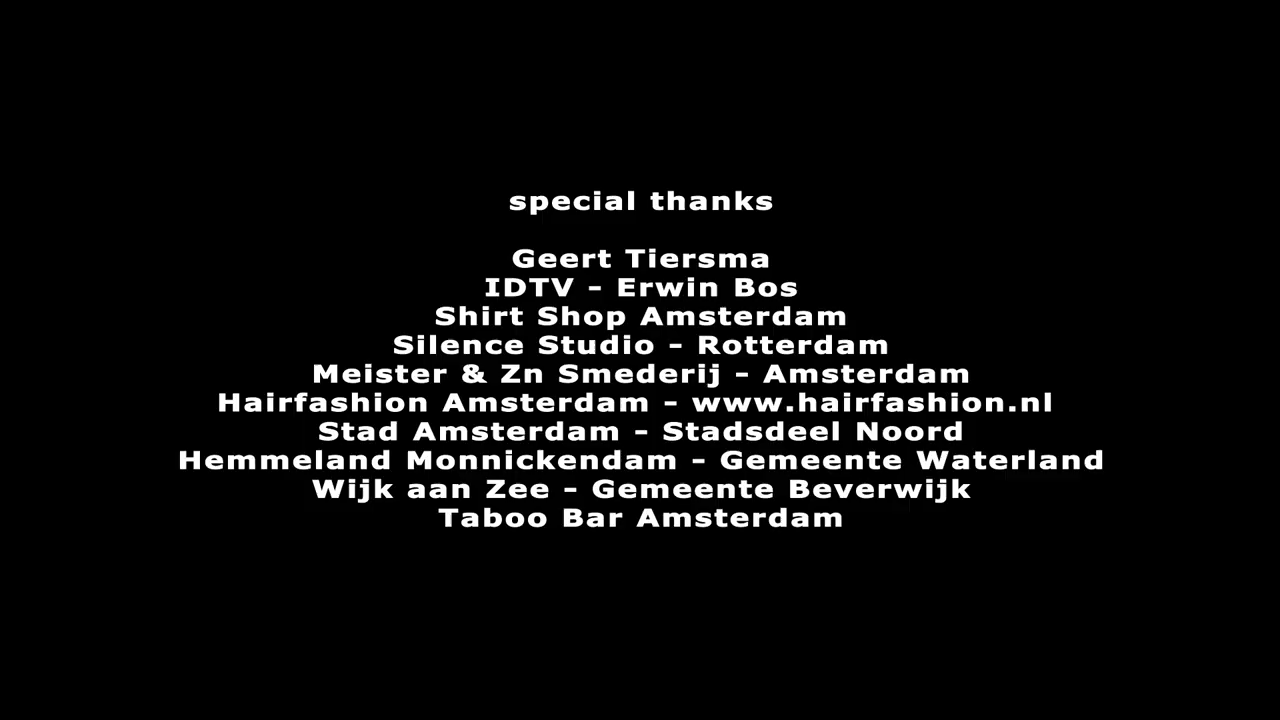 special thanks
Geert Tiersma
IDTV - Erwin Bos
Shirt Shop Amsterdam
Silence Studio - Rotterdam
Meister & Zn Smederij - Amsterdam
Hairfashion Amsterdam - www.hairfashion.nl
Stad Amsterdam - Stadsdeel Noord
Hemmeland Monnickendam - Gemeente Waterland
Wijk aan Zee - Gemeente Beverwijk
Taboo Bar Amsterdam